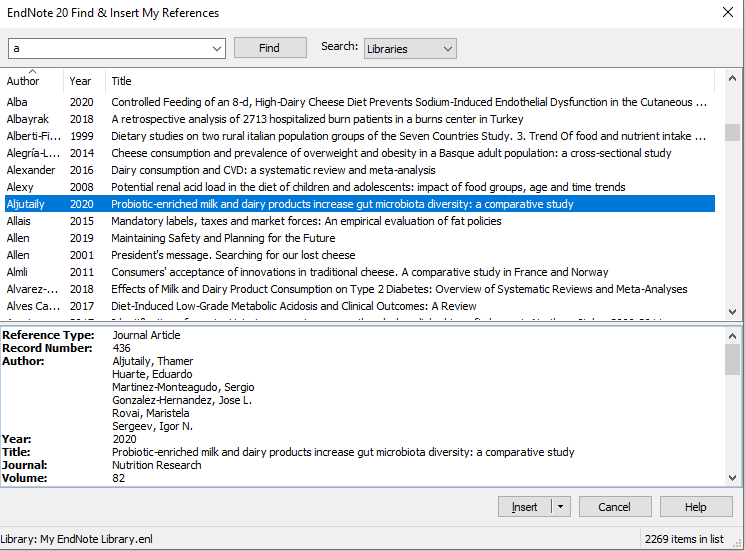 EndNote 20 Find & Insert My References
a Find Search: Libraries
Author Year Title
Alba 2020 Controlled Feeding of an 8-d, High-Dairy Cheese Diet Prevents Sodium-Induced Endothelial Dysfunction in the Cutaneous ...
Albayrak 2018 A retrospective analysis of 2713 hospitalized burn patients in a burns center in Turkey
Alberti-Fi... 1999 Dietary studies on two rural italian population groups of the Seven Countries Study. 3. Trend Of food and nutrient intake ...
Alegría-L... 2014 Cheese consumption and prevalence of overweight and obesity in a Basque adult population: a cross-sectional study
Alexander 2016 Dairy consumption and CVD: a systematic review and meta-analysis
Alexy 2008 Potential renal acid load in the diet of children and adolescents: impact of food groups, age and time trends
Aljutaily 2020 Probiotic-enriched milk and dairy products increase gut microbiota diversity: a comparative study
Allais 2015 Mandatory labels, taxes and market forces: An empirical evaluation of fat policies
Allen 2019 Maintaining Safety and Planning for the Future
Allen 2001 President's message. Searching for our lost cheese
Almli 2011 Consumers' acceptance of innovations in traditional cheese. A comparative study in France and Norway
Alvarez-... 2018 Effects of Milk and Dairy Product Consumption on Type 2 Diabetes: Overview of Systematic Reviews and Meta-Analyses
Alves Ca... 2017 Diet-Induced Low-Grade Metabolic Acidosis and Clinical Outcomes: A Review
Reference Type: Journal Article
Record Number: 436
Author: Aljutaily, Thamer
Huarte, Eduardo
Martinez-Monteagudo, Sergio
Gonzalez-Hernandez, Jose L.
Rovai, Maristela
Sergeev, Igor N.
Year: 2020
Title: Probiotic-enriched milk and dairy products increase gut microbiota diversity: a comparative study
Journal: Nutrition Research
Volume: 82
Insert Cancel Help
Library: My EndNote Library.enl 2269 items in list